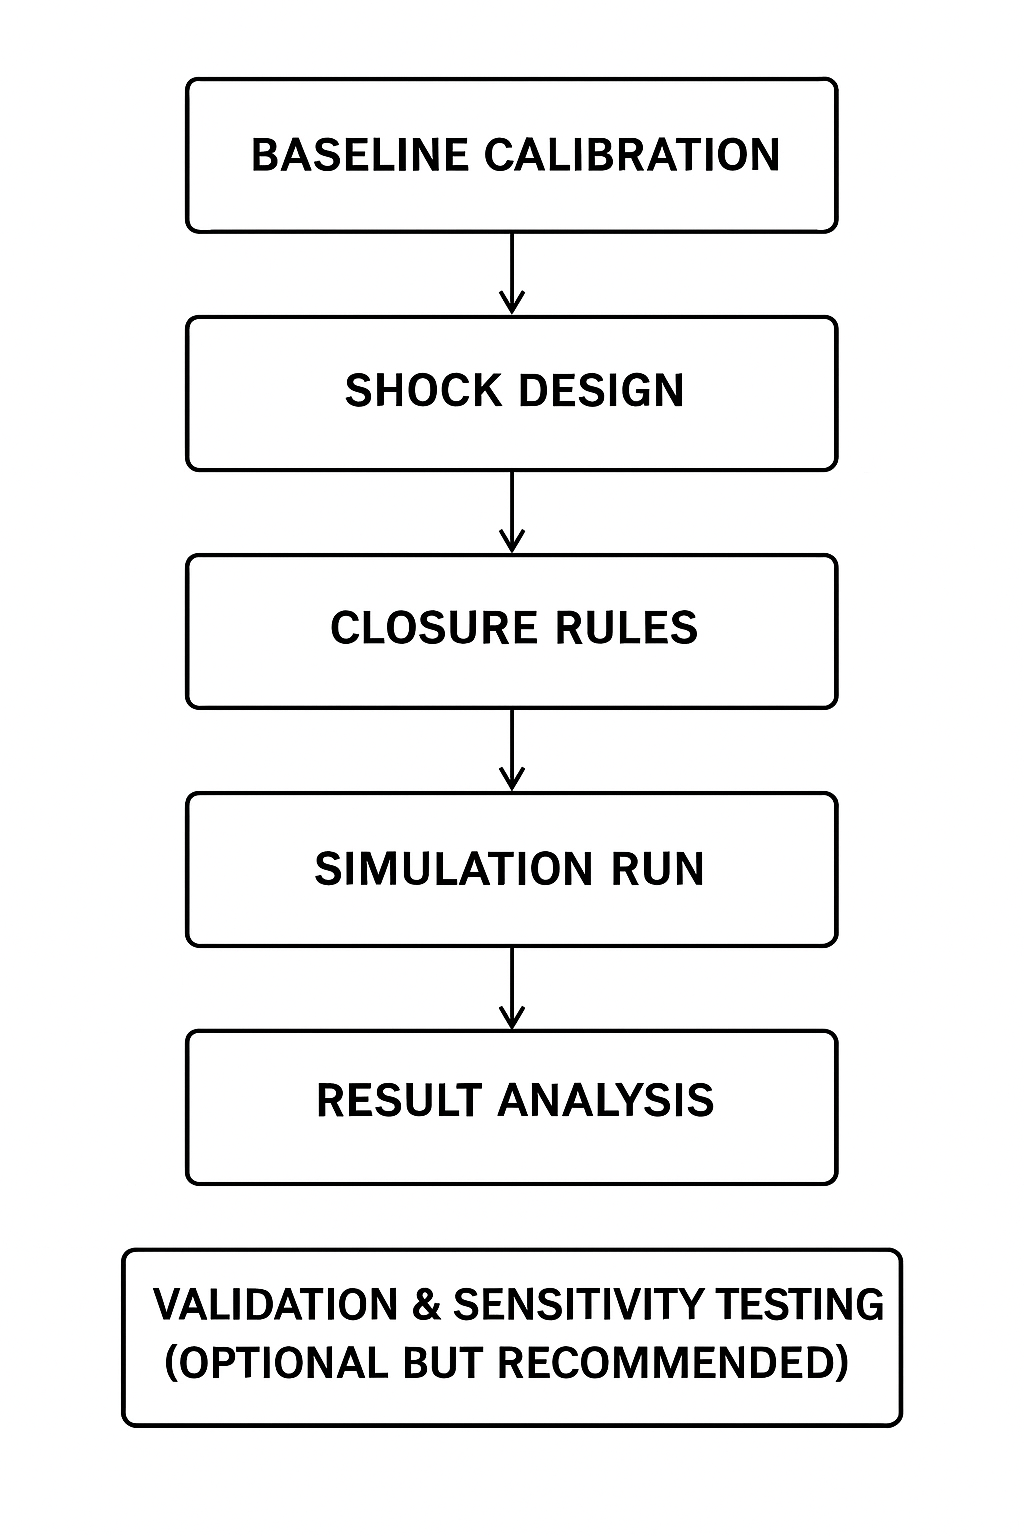 BASELINE CALIBRATION
SHOCK DESIGN
CLOSURE RULES
SIMULATION RUN
RESULT ANALYSIS
VALIDATION & SENSITIVITY TESTING
(OPTIONAL BUT RECOMMENDED)